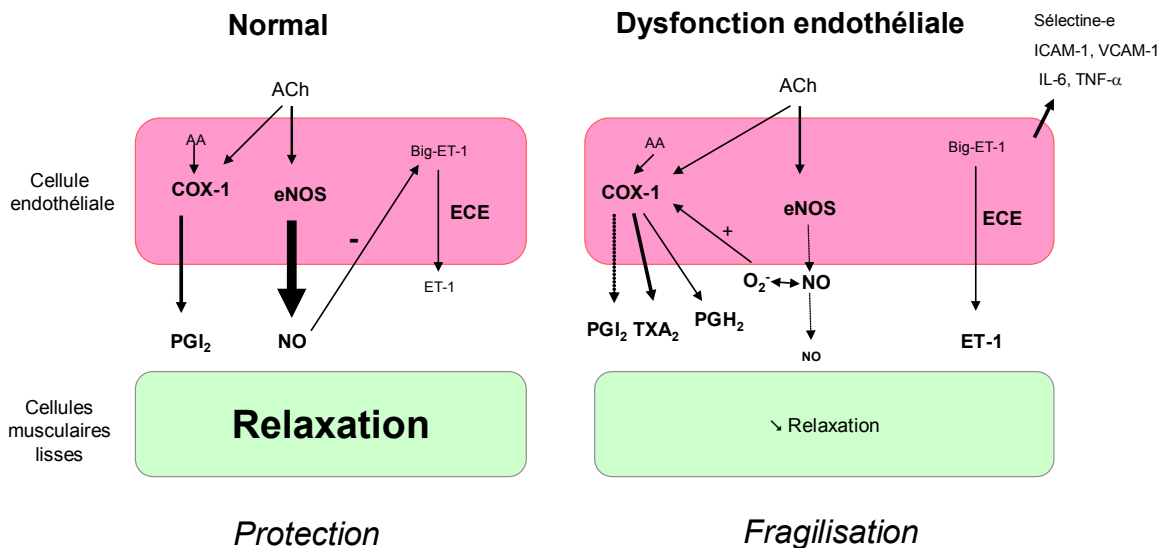 Normal
Dysfonction endothéliale
Sélectine-e
ICAM-1, VCAM-1
IL-6, TNF-α
Cellule
endothéliale
ACh
AA
COX-1
eNOS
Big-ET-1
ECE
-
ET-1
PGI₂
NO
ACh
AA
COX-1
eNOS
Big-ET-1
ECE
+
O₂⁻
NO
PGI₂ TXA₂
PGH₂
NO
ET-1
Cellules
musculaires
lisses
Relaxation
↘ Relaxation
Protection
Fragilisation